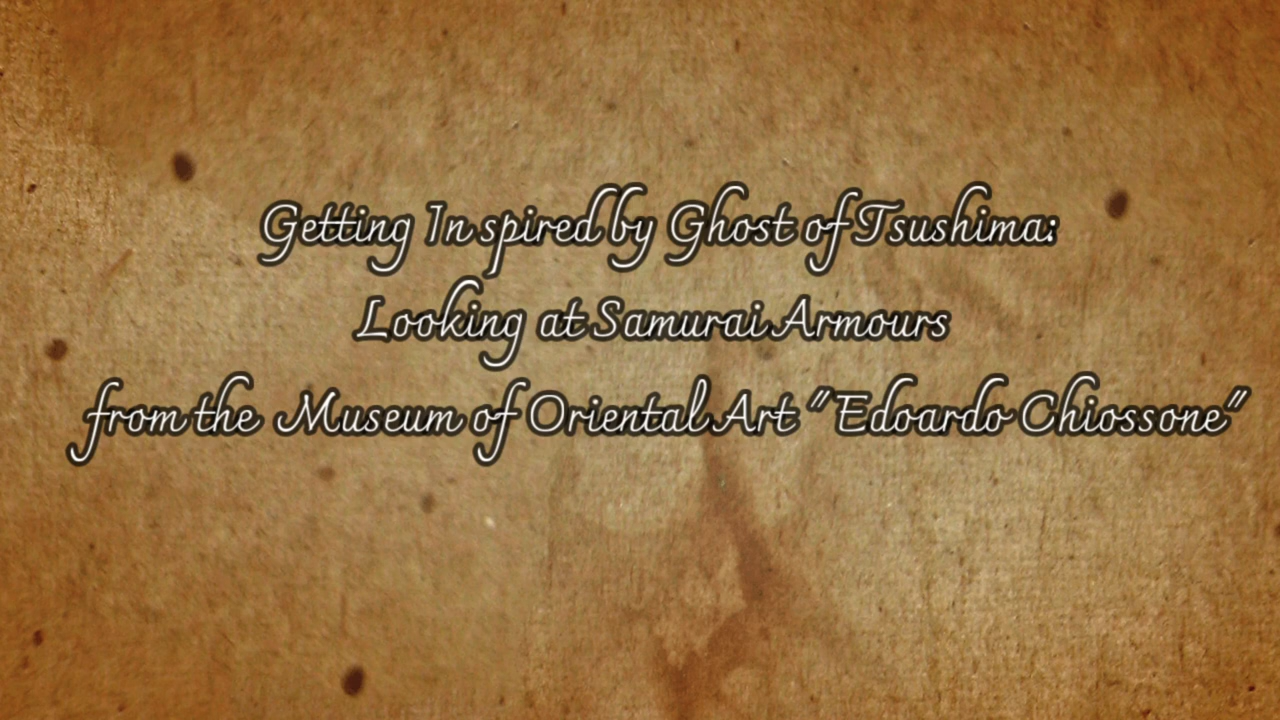 Getting Inspired by Ghost of Tsushima:
Looking at Samurai Armours
from the Museum of Oriental Art "Edoardo Chiossone"